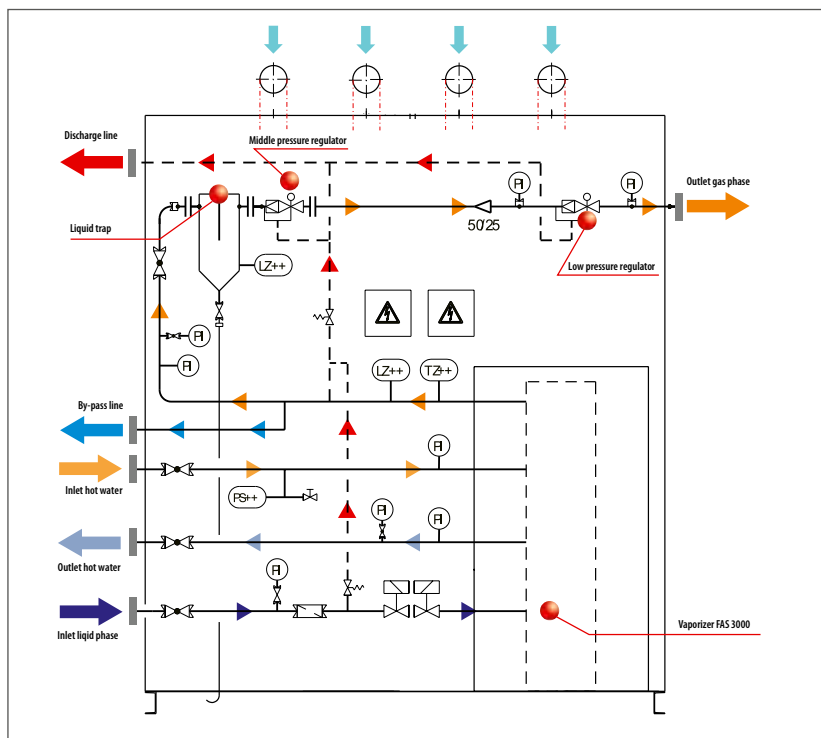 Discharge line
Middle pressure regulator
PI
PI
Outlet gas phase
50/25
Liquid trap
LZ++
Low pressure regulator
PI
PI
LZ++
TZ++
By-pass line
PI
Inlet hot water
PS++
PI
PI
Outlet hot water
PI
Inlet liqid phase
Vaporizer FAS 3000